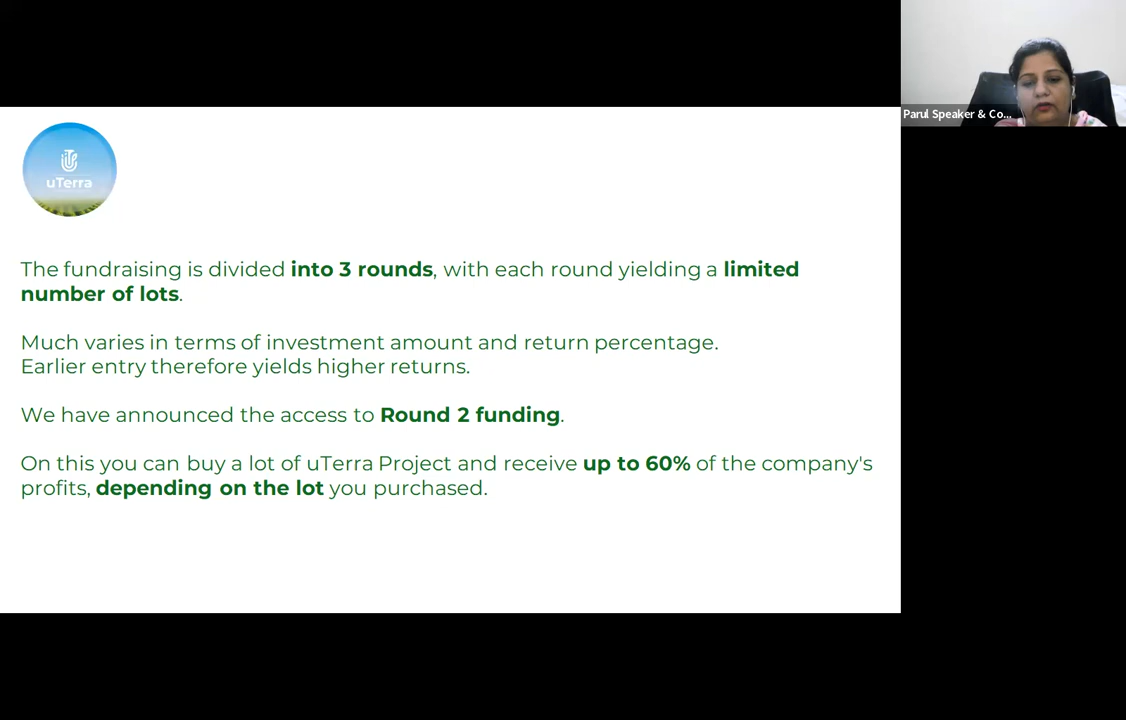 Parul Speaker & Co...
uTerra
The fundraising is divided into 3 rounds, with each round yielding a limited
number of lots.
Much varies in terms of investment amount and return percentage.
Earlier entry therefore yields higher returns.
We have announced the access to Round 2 funding.
On this you can buy a lot of uTerra Project and receive up to 60% of the company's
profits, depending on the lot you purchased.